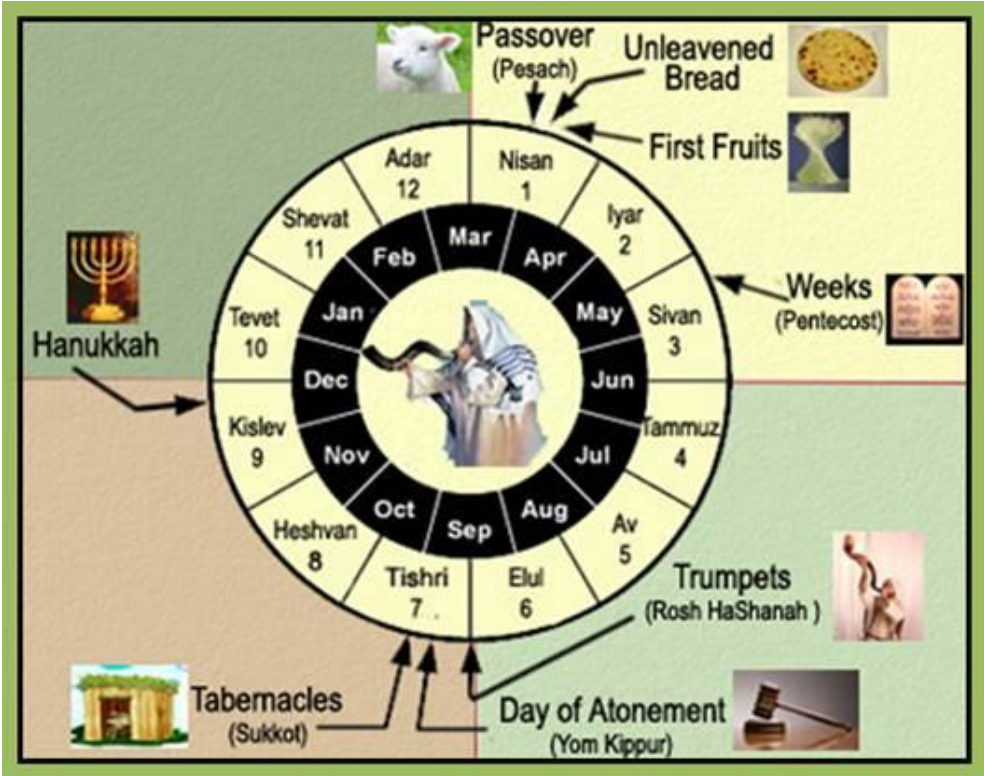 Passover
(Pesach)
Unleavened
Bread
First Fruits
Weeks
(Pentecost)
Trumpets
(Rosh HaShanah )
Day of Atonement
(Yom Kippur)
Tabernacles
(Sukkot)
Hanukkah
Nisan
1
Iyar
2
Sivan
3
Tammuz
4
Av
5
Elul
6
Tishri
7
Heshvan
8
Kislev
9
Tevet
10
Shevat
11
Adar
12
Mar
Apr
May
Jun
Jul
Aug
Sep
Oct
Nov
Dec
Jan
Feb